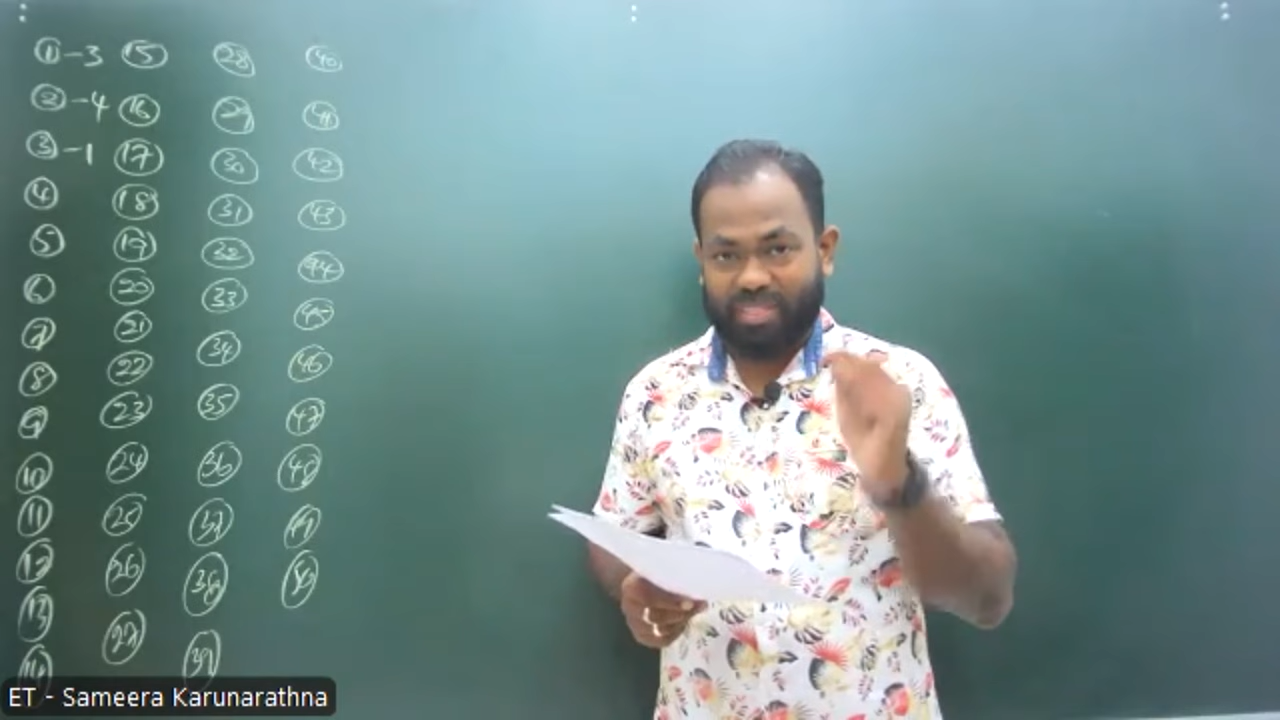 1-3 15 28 40
2-4 16 29 41
3-1 17 30 42
4 18 31 43
5 19 32 44
6 20 33 45
7 21 34 46
8 22 35 47
9 23 36 48
10 24 37 49
11 25 38 50
12 26 39
13 27
14
ET - Sameera Karunarathna